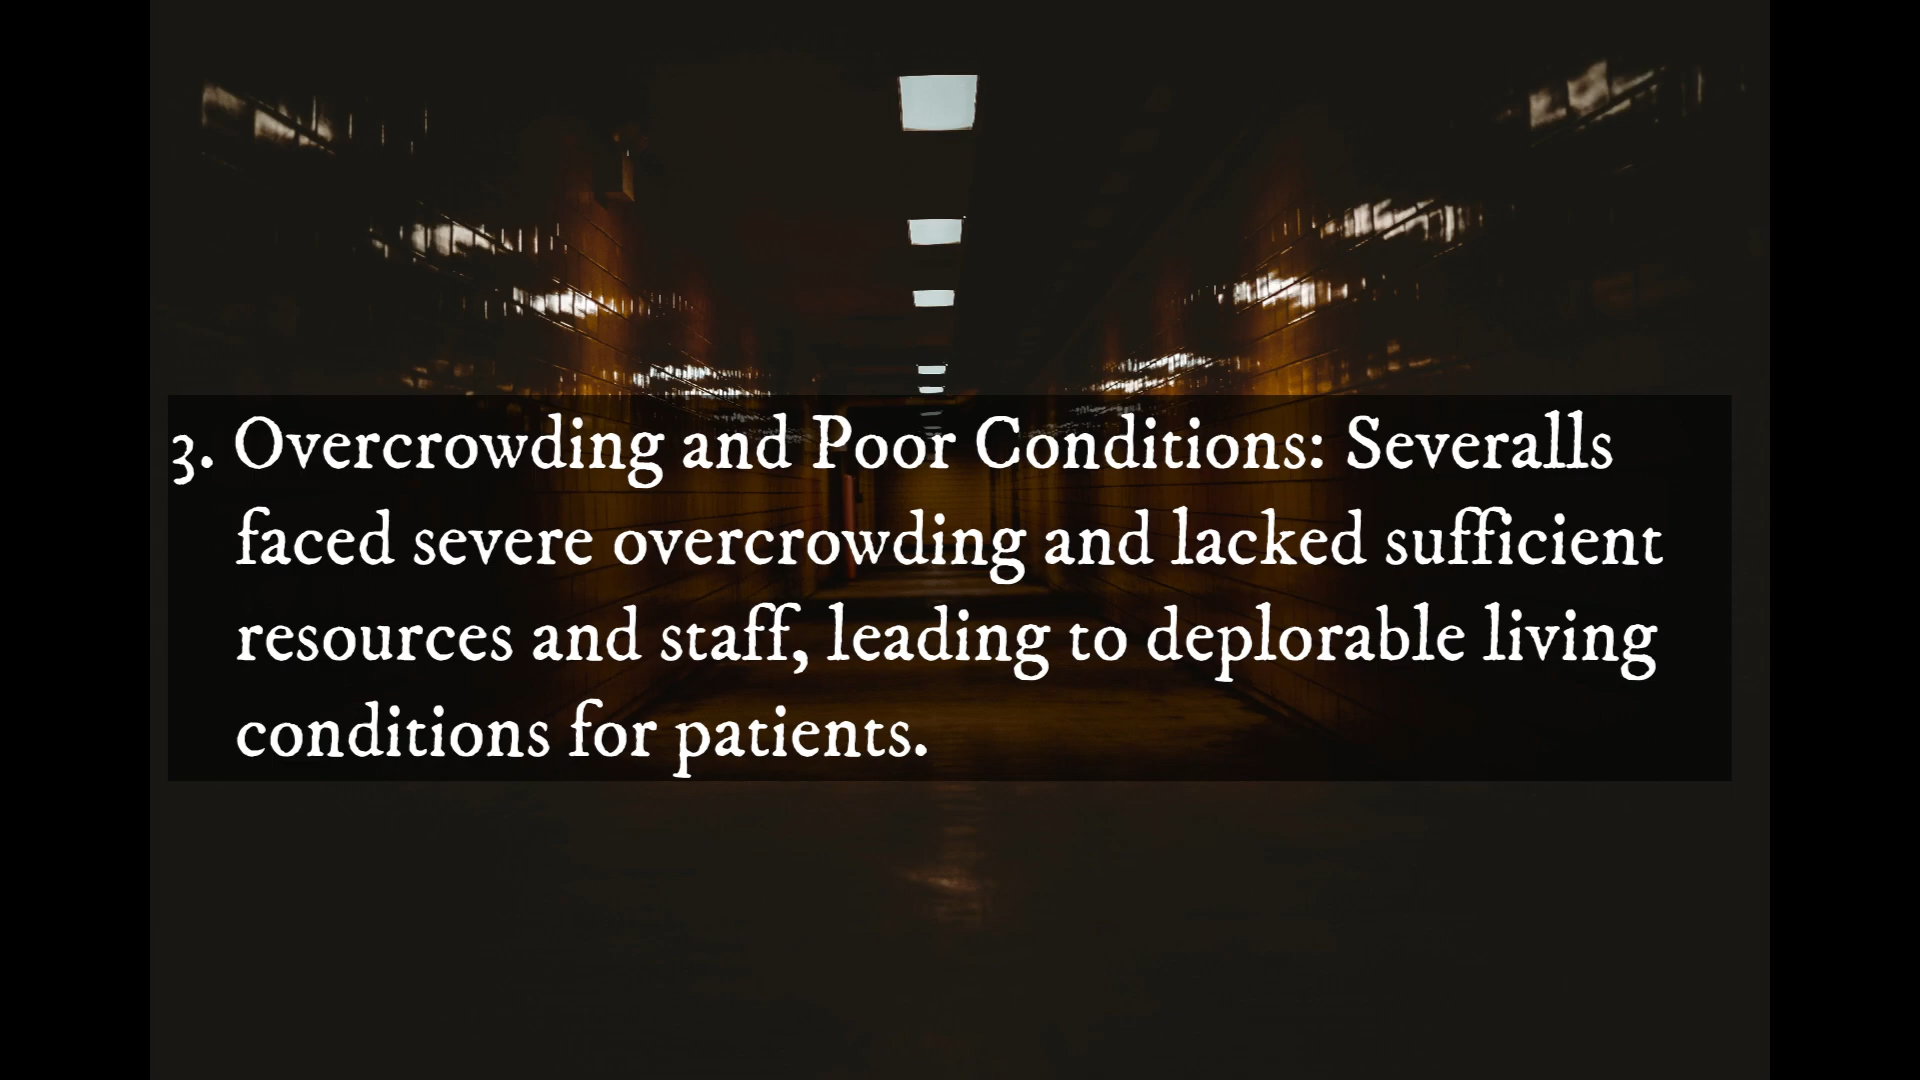 3. Overcrowding and Poor Conditions: Severalls
faced severe overcrowding and lacked sufficient
resources and staff, leading to deplorable living
conditions for patients.